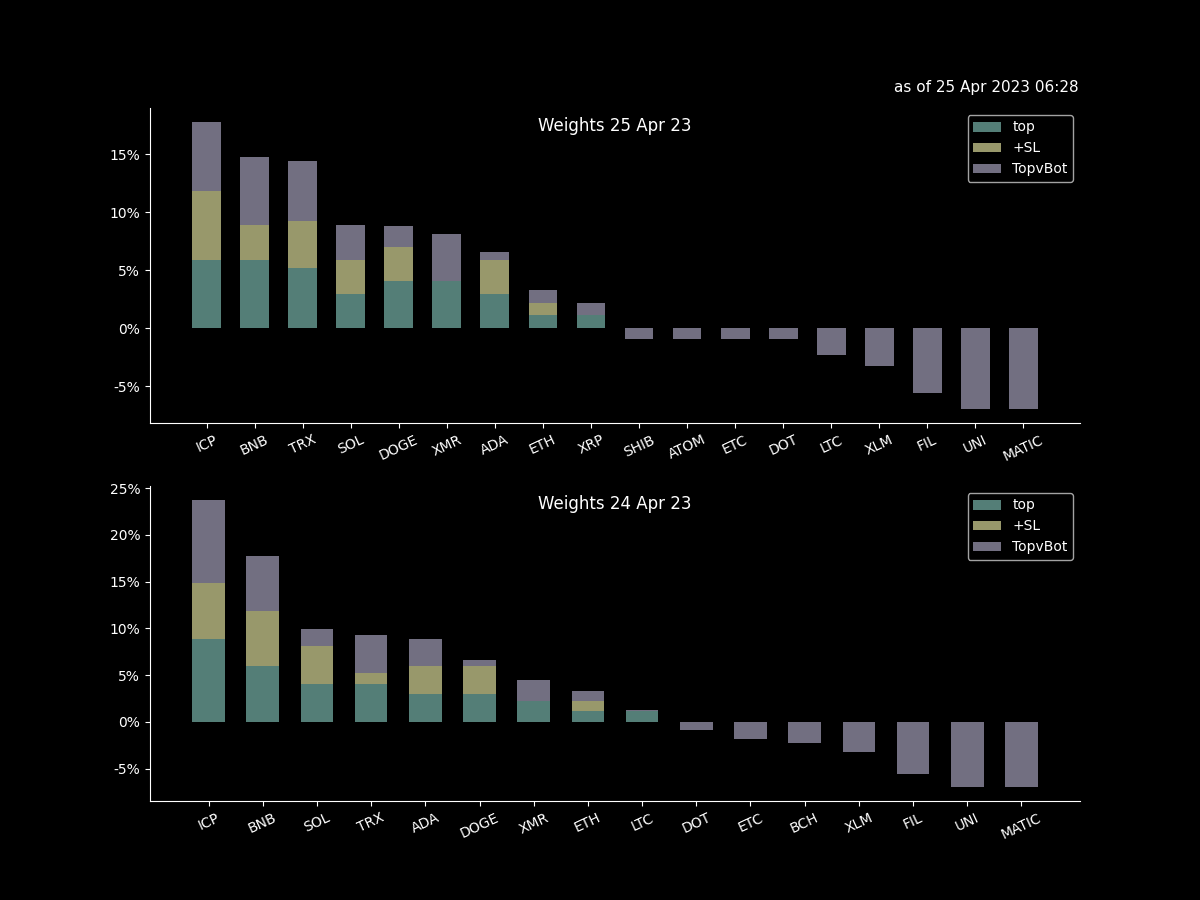 as of 25 Apr 2023 06:28
Weights 25 Apr 23
top
+SL
TopvBot
15%
10%
5%
0%
-5%
ICP BNB TRX SOL DOGE XMR ADA ETH XRP SHIB ATOM ETC DOT LTC XLM FIL UNI MATIC
Weights 24 Apr 23
top
+SL
TopvBot
25%
20%
15%
10%
5%
0%
-5%
ICP BNB SOL TRX ADA DOGE XMR ETH LTC DOT ETC BCH XLM FIL UNI MATIC